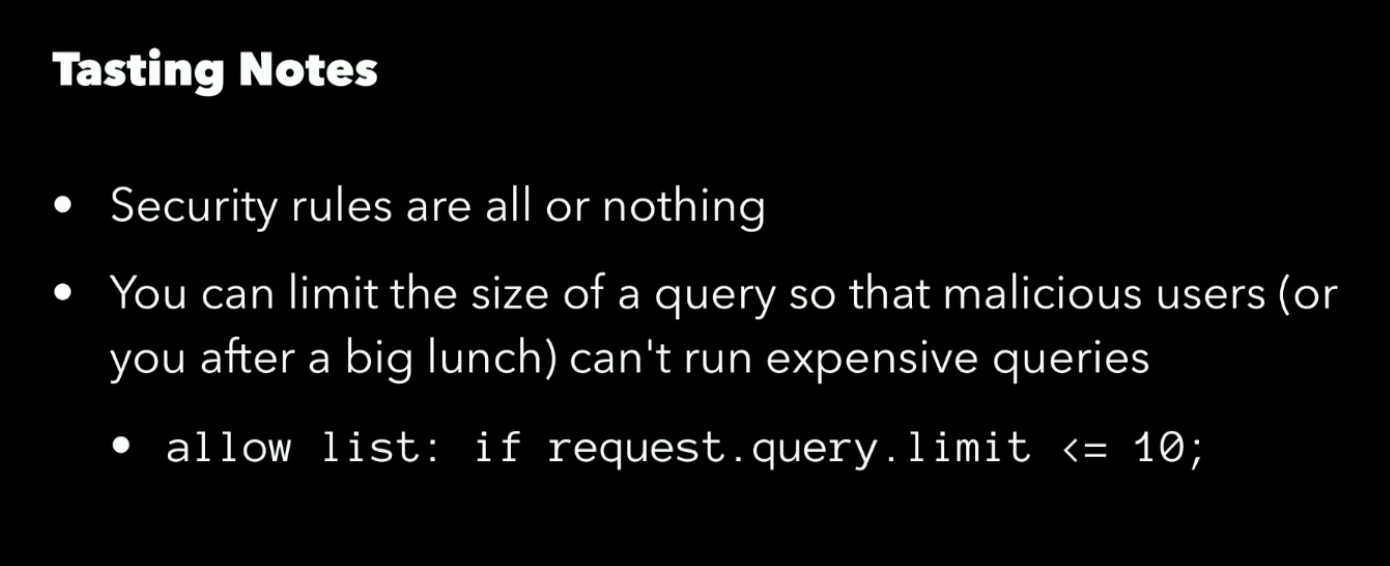 Tasting Notes
• Security rules are all or nothing
• You can limit the size of a query so that malicious users (or
you after a big lunch) can't run expensive queries
• allow list: if request.query.limit <= 10;